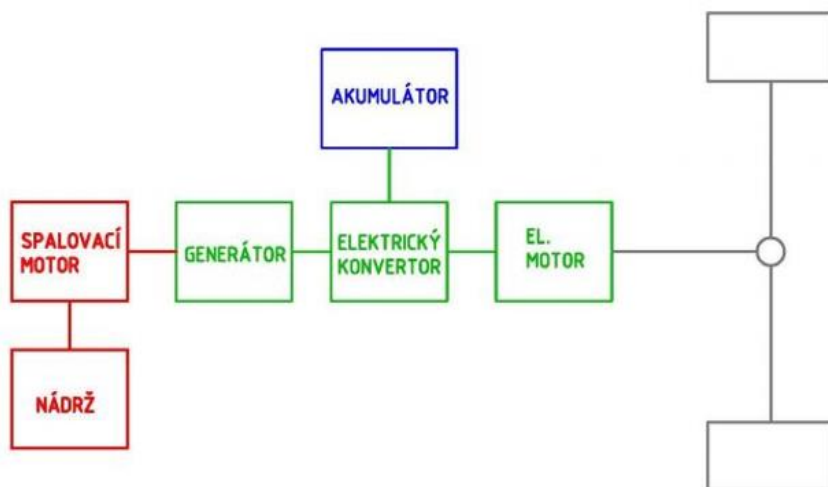 AKUMULÁTOR
SPALOVACÍ
MOTOR
GENERÁTOR
ELEKTRICKÝ
KONVERTOR
EL.
MOTOR
NÁDRŽ